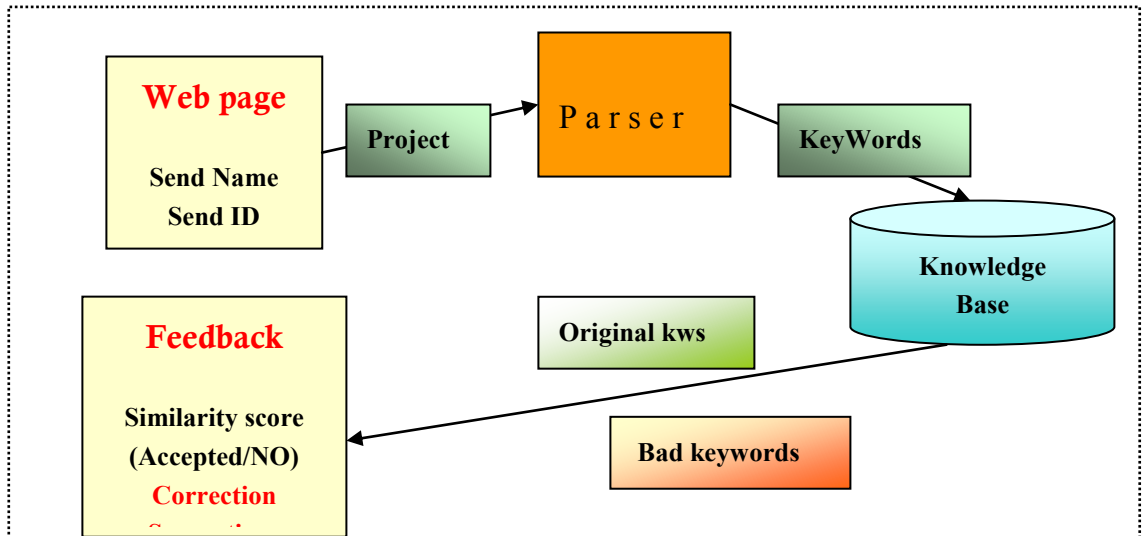 Web page
Send Name
Send ID
Project
P a r s e r
KeyWords
Knowledge
Base
Feedback
Similarity score
(Accepted/NO)
Correction
Original kws
Bad keywords